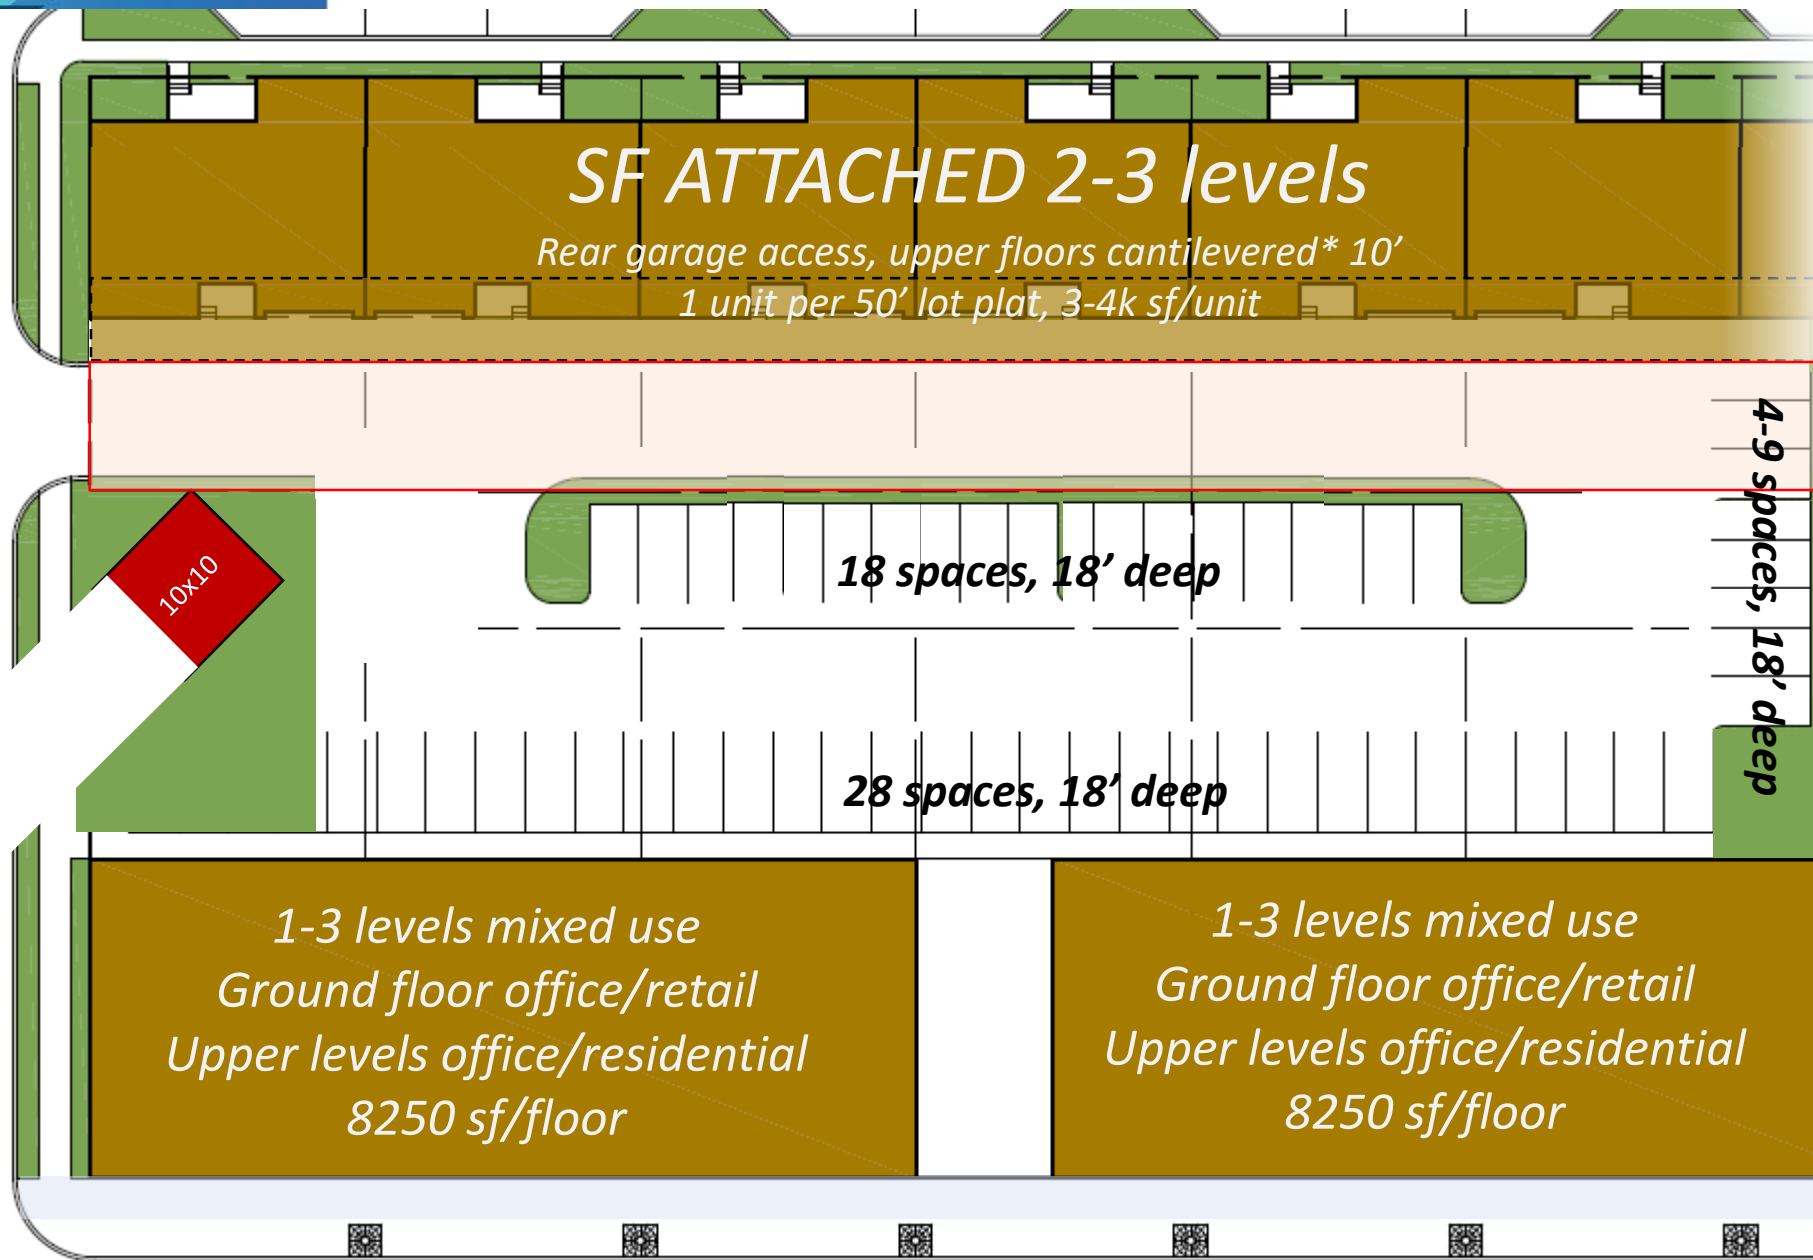 SF ATTACHED 2-3 levels
Rear garage access, upper floors cantilevered* 10’
1 unit per 50’ lot plat, 3-4k sf/unit
4-9 spaces, 18’ deep
10x10
18 spaces, 18’ deep
28 spaces, 18’ deep
1-3 levels mixed use
Ground floor office/retail
Upper levels office/residential
8250 sf/floor
1-3 levels mixed use
Ground floor office/retail
Upper levels office/residential
8250 sf/floor